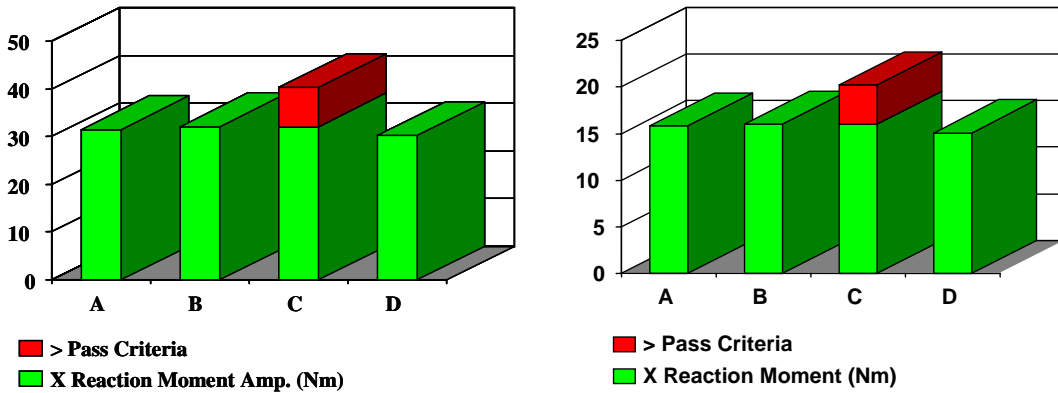 50
40
30
20
10
0
A B C D
> Pass Criteria
X Reaction Moment Amp. (Nm)
25
20
15
10
5
0
A B C D
> Pass Criteria
X Reaction Moment (Nm)